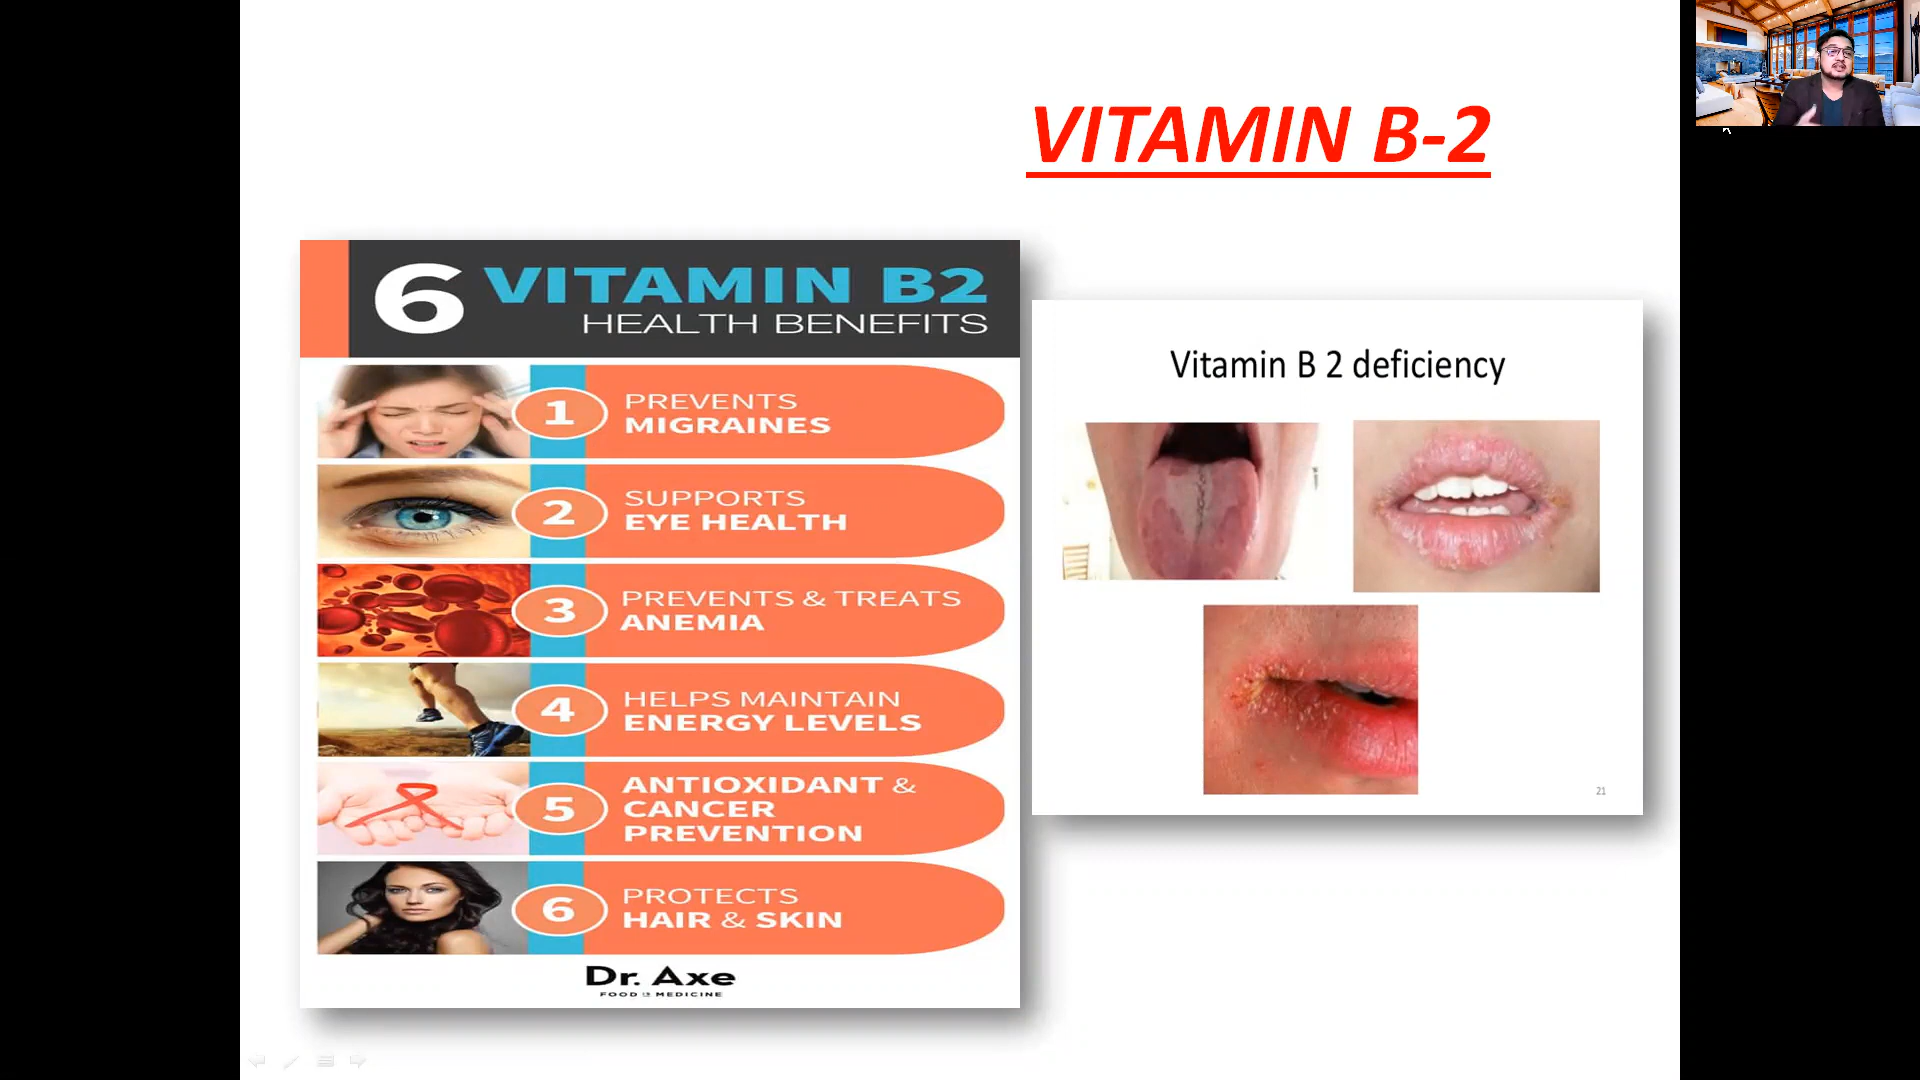 VITAMIN B-2
6 VITAMIN B2
HEALTH BENEFITS
1 PREVENTS
MIGRAINES
2 SUPPORTS
EYE HEALTH
3 PREVENTS & TREATS
ANEMIA
4 HELPS MAINTAIN
ENERGY LEVELS
5 ANTIOXIDANT &
CANCER
PREVENTION
6 PROTECTS
HAIR & SKIN
Dr. Axe
FOOD IS MEDICINE
Vitamin B 2 deficiency
21